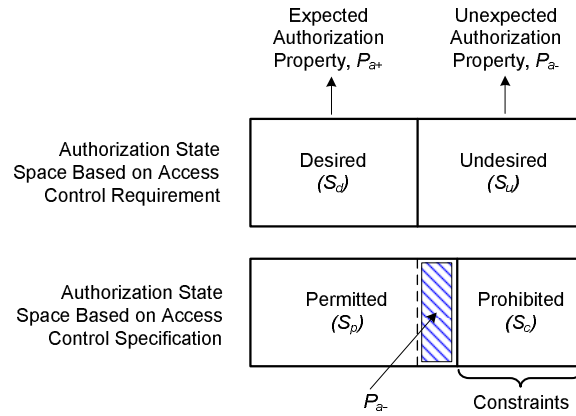 Expected
Authorization
Property, Pa+
Unexpected
Authorization
Property, Pa-
Authorization State
Space Based on Access
Control Requirement
Desired
(Sd)
Undesired
(Su)
Authorization State
Space Based on Access
Control Specification
Permitted
(Sp)
Prohibited
(Sc)
Pa-
Constraints